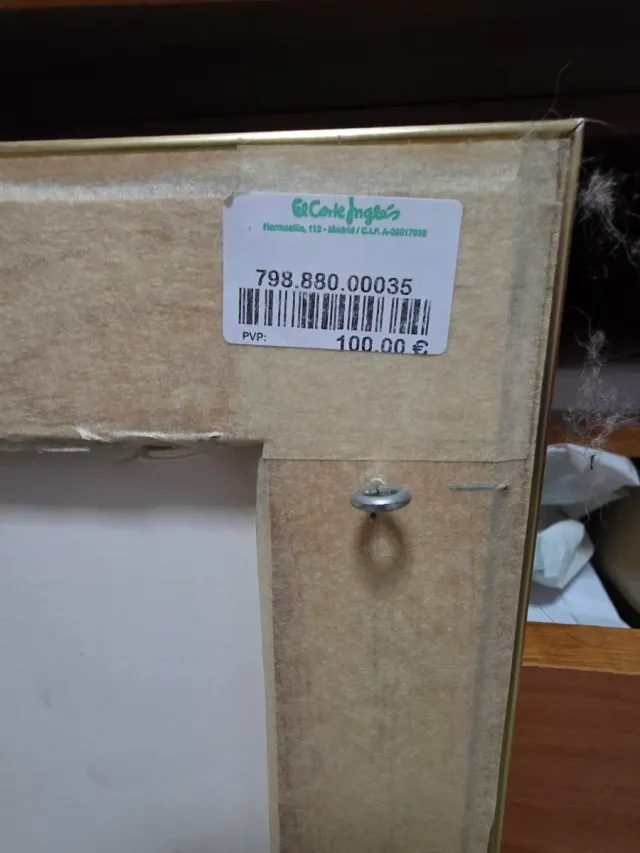 El Corte Inglés
Hermosilla, 112 - Madrid / C.I.F. A-28017895
798.880.00035
PVP: 100.00 €